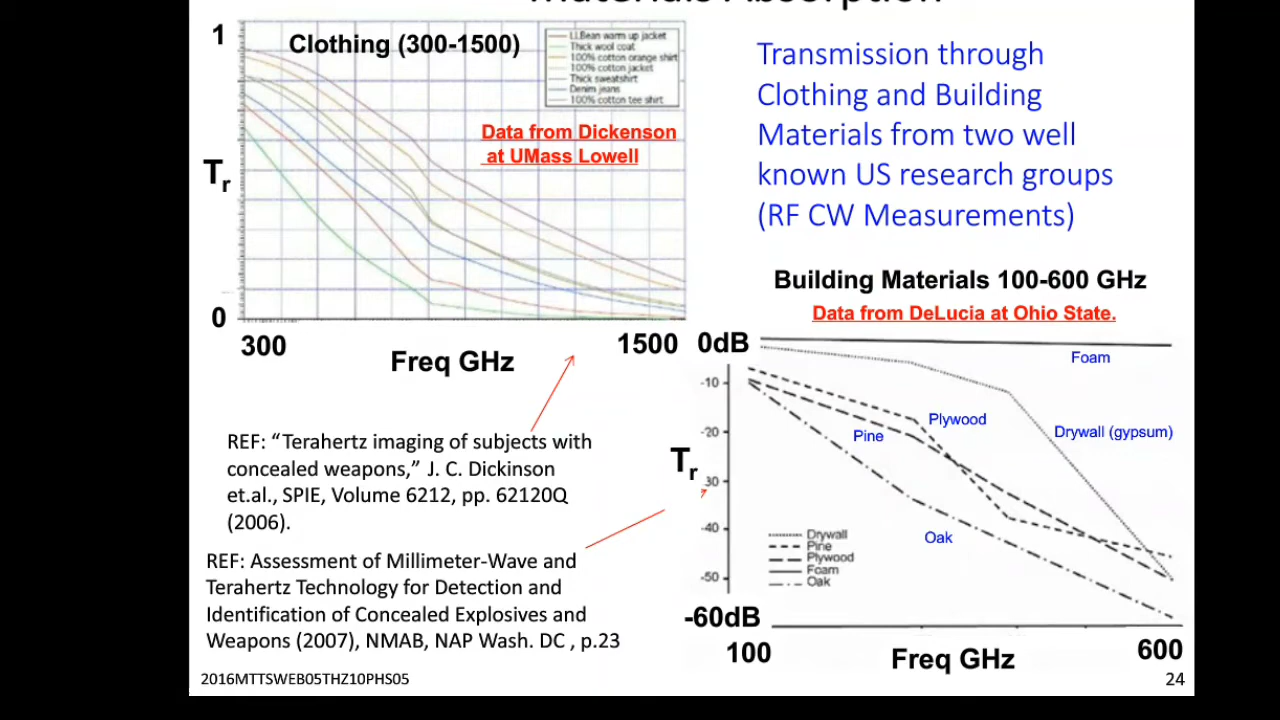 Materials Absorption
1
Clothing (300-1500)
LLBean warm up jacket
Thick wool coat
100% cotton orange shirt
100% cotton jacket
Thick sweatshirt
Denim jeans
100% cotton tee shirt
Data from Dickenson
at UMass Lowell
Tr
0
300
1500
Freq GHz
Transmission through
Clothing and Building
Materials from two well
known US research groups
(RF CW Measurements)
Building Materials 100-600 GHz
Data from DeLucia at Ohio State.
0dB
Foam
-10
Plywood
Drywall (gypsum)
-20
Pine
Tr
30
-40
Oak
Drywall
Pine
Plywood
Foam
Oak
-50
-60dB
100
600
Freq GHz
REF: “Terahertz imaging of subjects with
concealed weapons,” J. C. Dickinson
et.al., SPIE, Volume 6212, pp. 62120Q
(2006).
REF: Assessment of Millimeter-Wave and
Terahertz Technology for Detection and
Identification of Concealed Explosives and
Weapons (2007), NMAB, NAP Wash. DC , p.23
2016MTTSWEB05THZ10PHS05
24